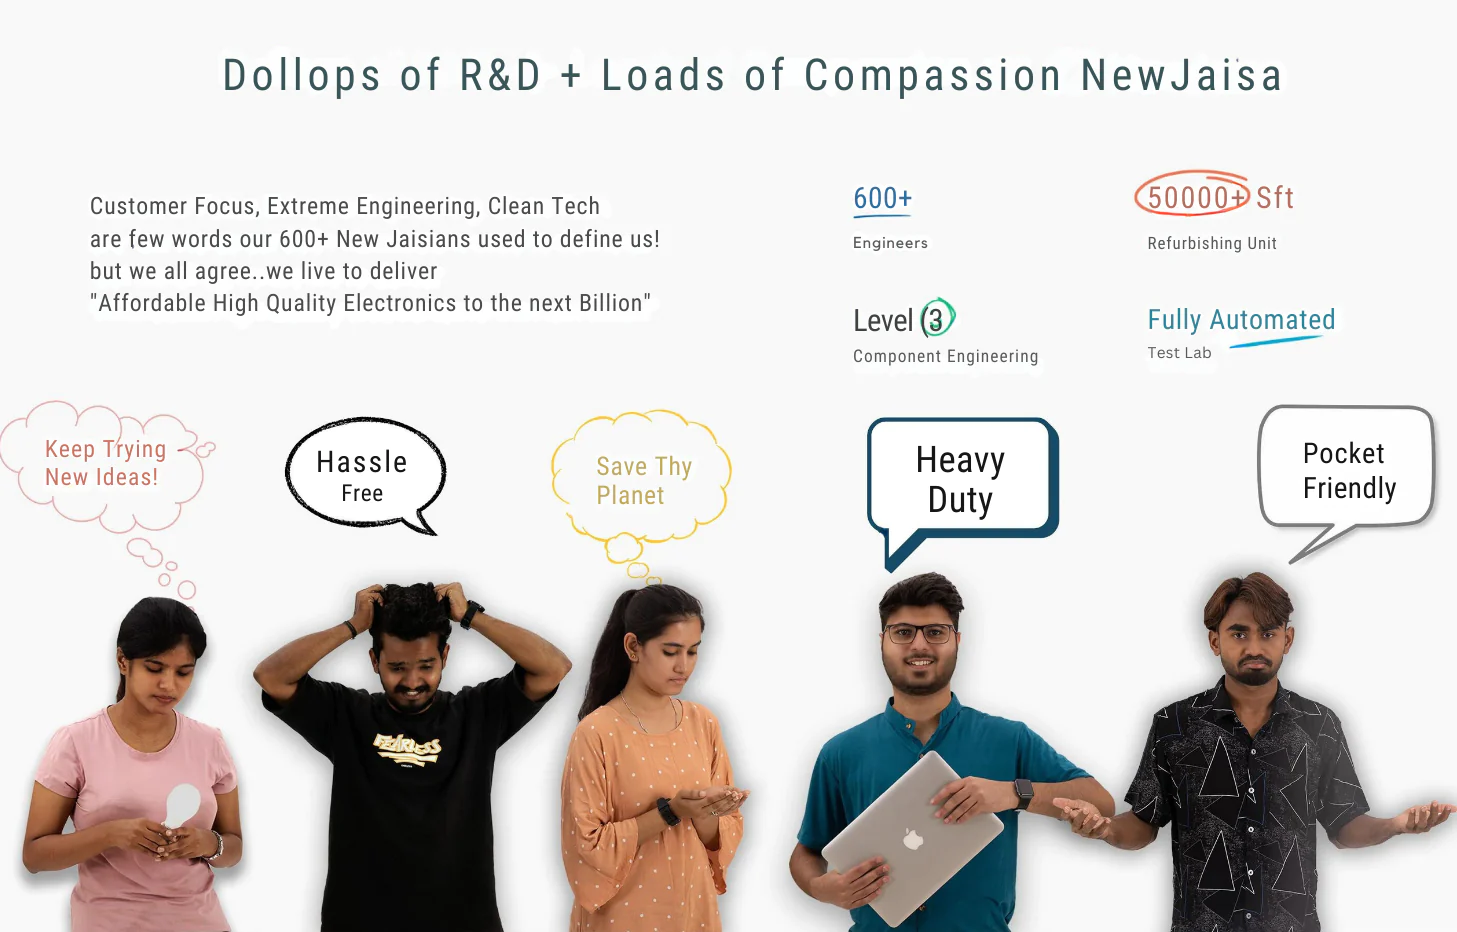 Dollops of R&D + Loads of Compassion NewJaisa
Customer Focus, Extreme Engineering, Clean Tech
are few words our 600+ New Jaisians used to define us!
but we all agree..we live to deliver
"Affordable High Quality Electronics to the next Billion"
600+
Engineers
50000+ Sft
Refurbishing Unit
Level (3
Component Engineering
Fully Automated
Test Lab
Keep Trying
New Ideas!
Hassle
Free
Save Thy
Planet
Heavy
Duty
Pocket
Friendly
FEARLESS